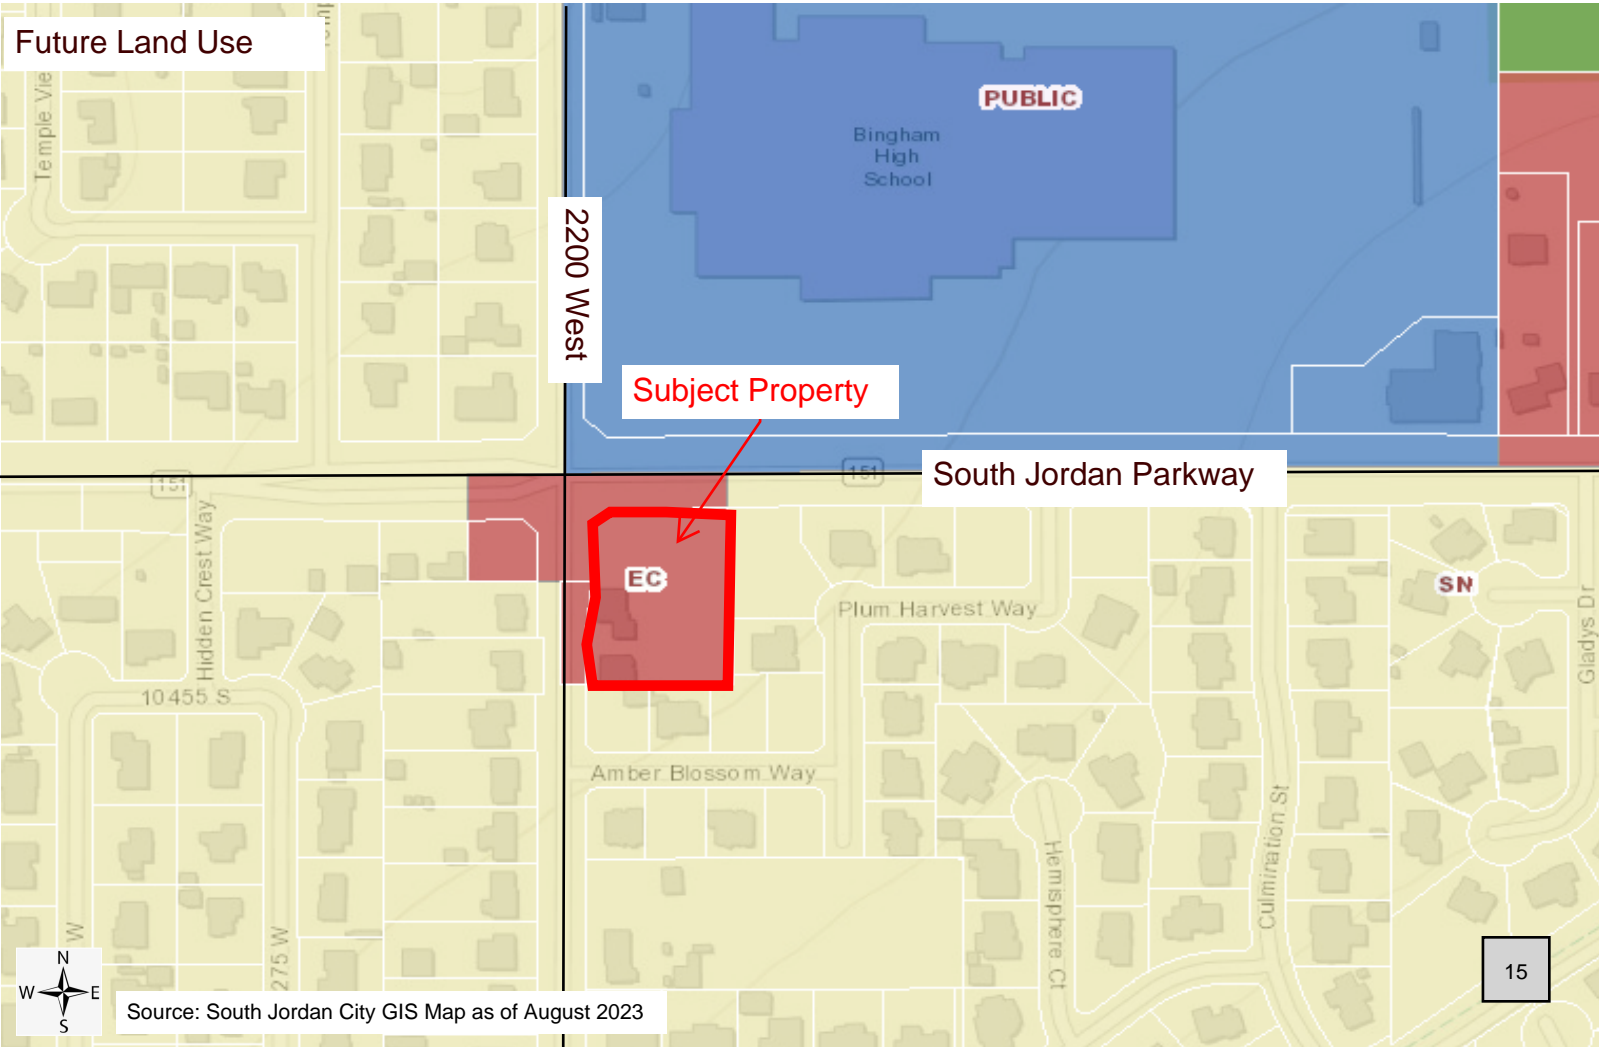 Future Land Use
Temple Vie
PUBLIC
Bingham
High
School
2200 West
Subject Property
151
151
South Jordan Parkway
Hidden Crest Way
EC
SN
Plum Harvest Way
Gladys Dr
10455 S
Amber Blossom Way
Culmination St
Hemisphere Ct
W
275 W
N
W E
S
Source: South Jordan City GIS Map as of August 2023
15